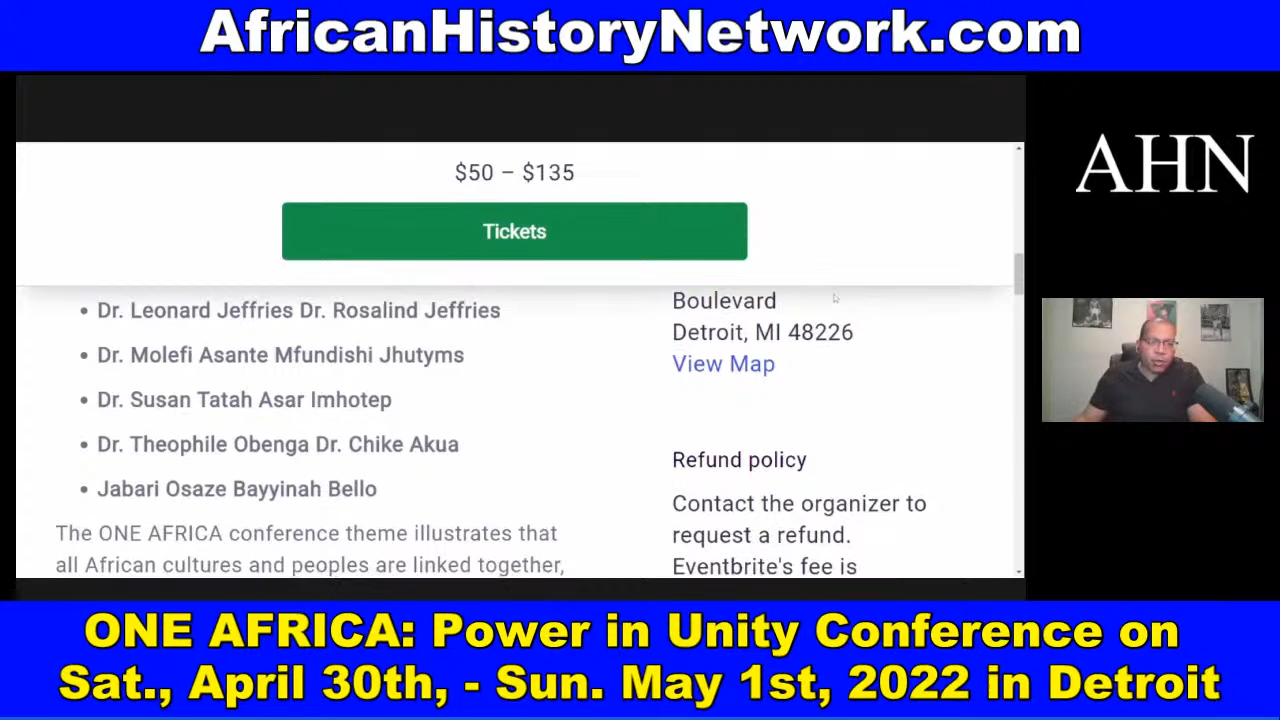 AfricanHistoryNetwork.com
AHN
$50 – $135
Tickets
• Dr. Leonard Jeffries Dr. Rosalind Jeffries
• Dr. Molefi Asante Mfundishi Jhutyms
• Dr. Susan Tatah Asar Imhotep
• Dr. Theophile Obenga Dr. Chike Akua
• Jabari Osaze Bayyinah Bello
The ONE AFRICA conference theme illustrates that
all African cultures and peoples are linked together,
Boulevard
Detroit, MI 48226
View Map
Refund policy
Contact the organizer to
request a refund.
Eventbrite's fee is
ONE AFRICA: Power in Unity Conference on
Sat., April 30th, - Sun. May 1st, 2022 in Detroit